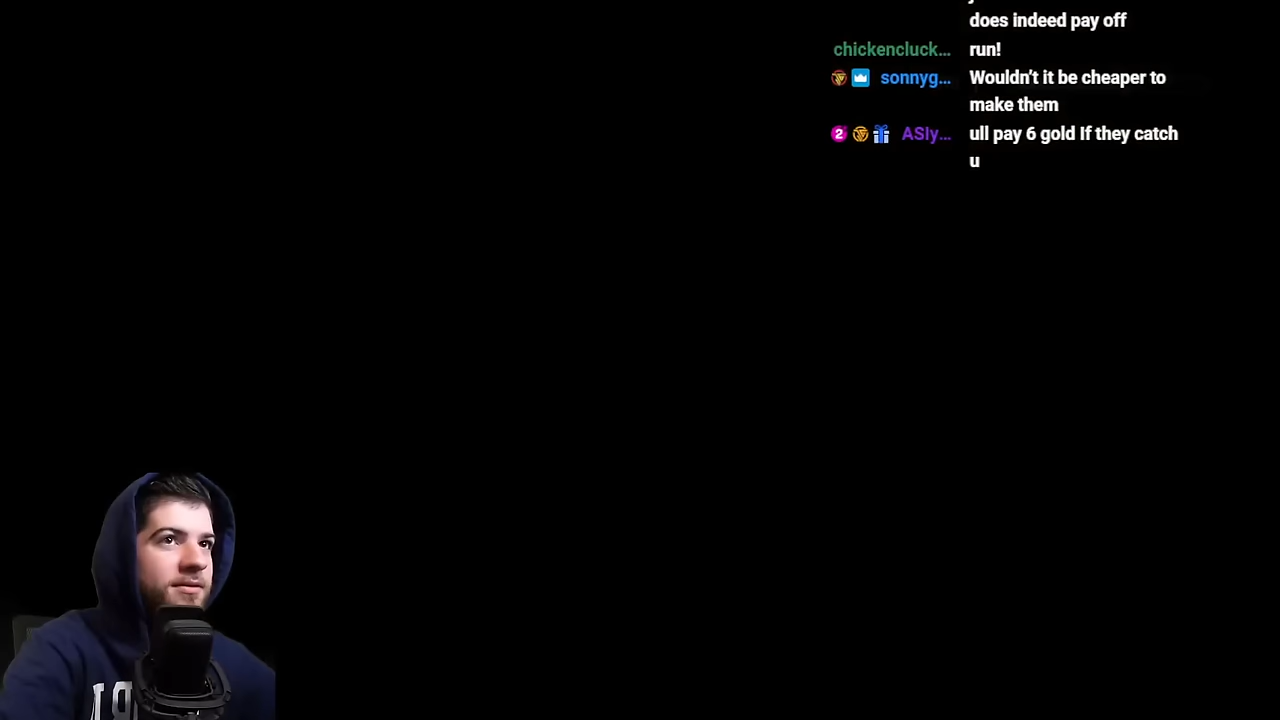 does indeed pay off
chickencluck… run!
sonnyg… Wouldn't it be cheaper to
make them
2 ASly… ull pay 6 gold If they catch
u